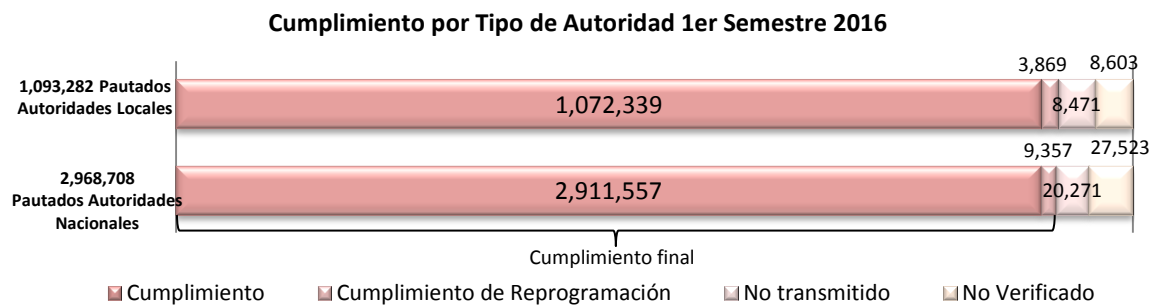 Cumplimiento por Tipo de Autoridad 1er Semestre 2016
3,869 8,603
1,093,282 Pautados
Autoridades Locales
1,072,339 8,471
9,357 27,523
2,968,708
Pautados Autoridades
Nacionales
2,911,557 20,271
Cumplimiento final
Cumplimiento Cumplimiento de Reprogramación No transmitido No Verificado